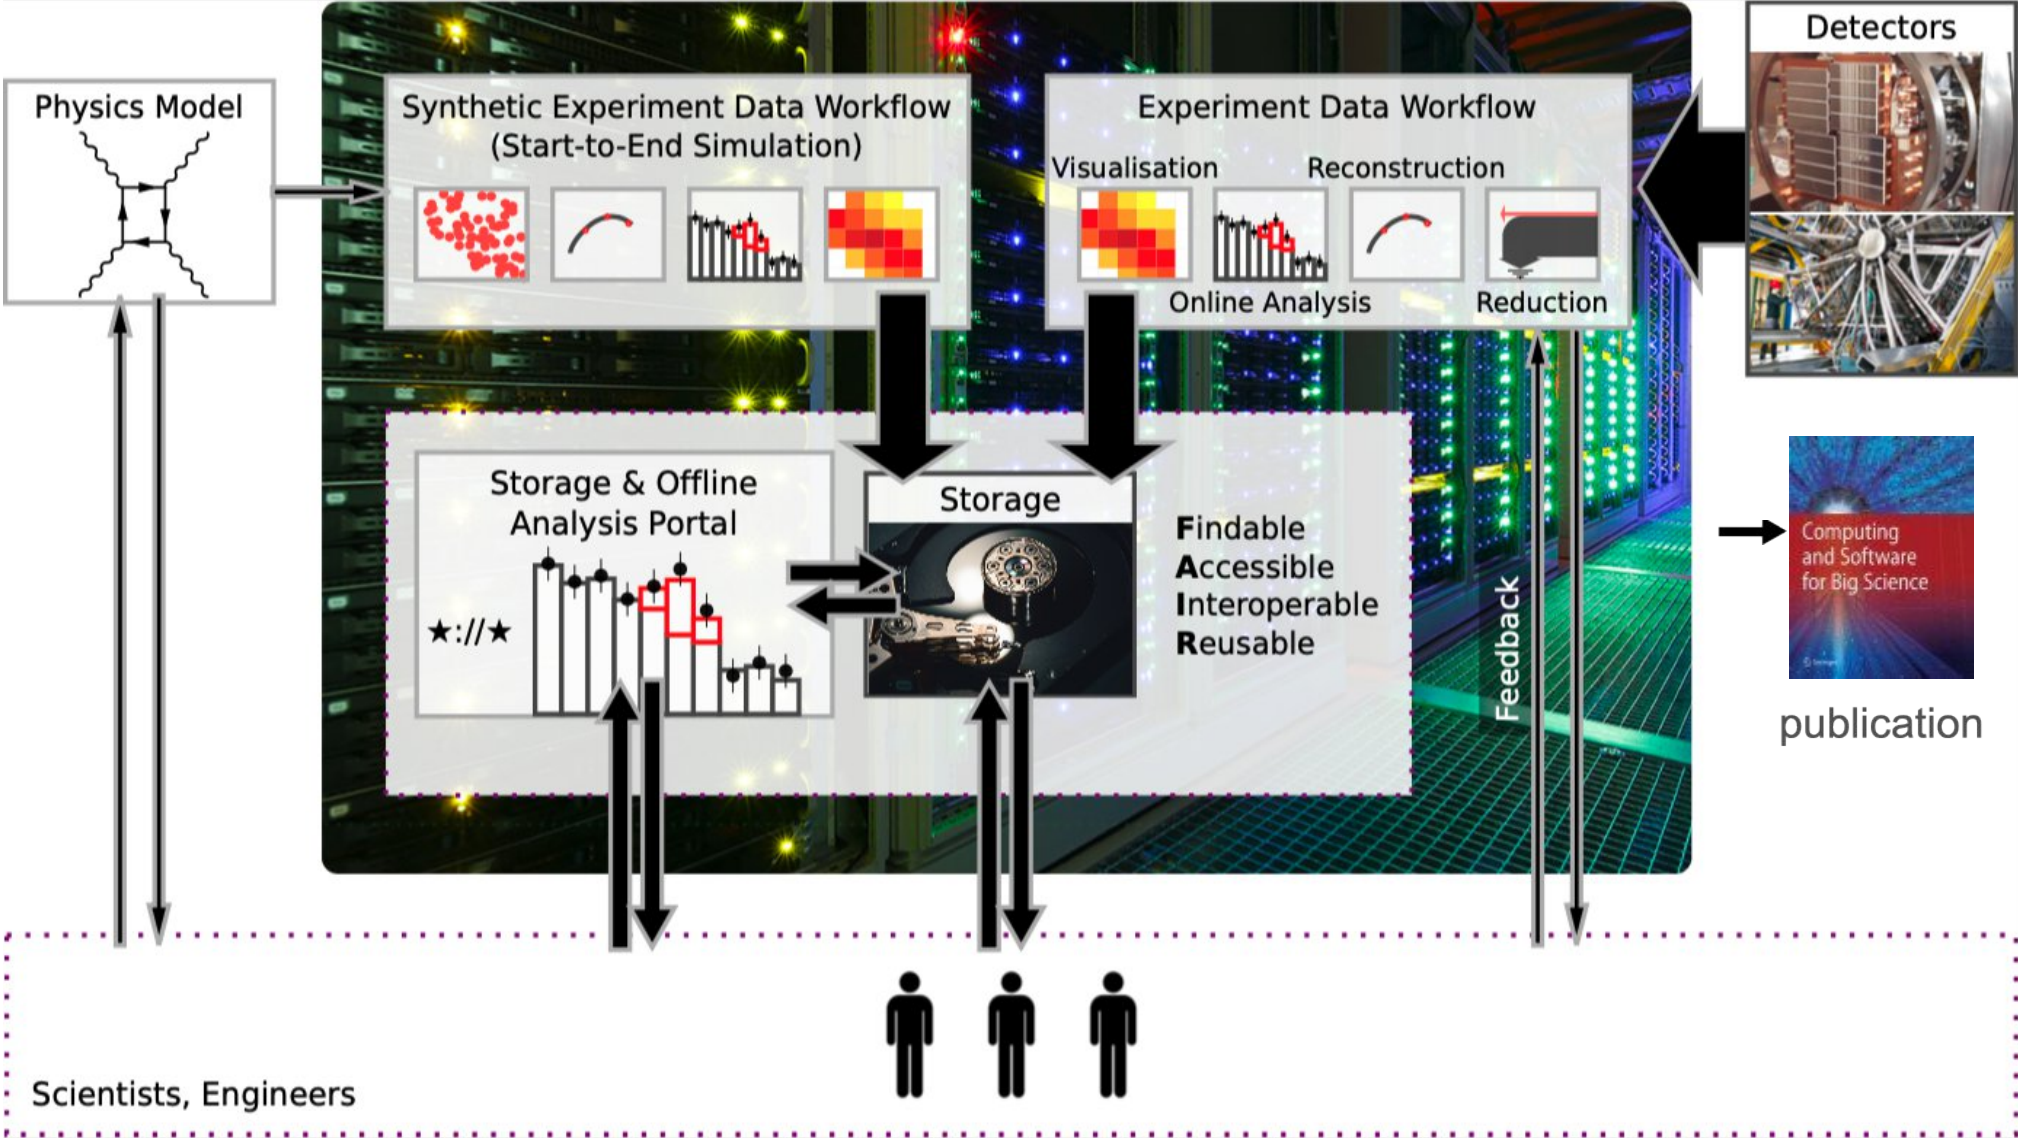 Physics Model
Synthetic Experiment Data Workflow
(Start-to-End Simulation)
Experiment Data Workflow
Visualisation
Reconstruction
Online Analysis
Reduction
Detectors
Storage & Offline
Analysis Portal
★://★
Storage
Findable
Accessible
Interoperable
Reusable
Feedback
Computing
and Software
for Big Science
Springer
publication
Scientists, Engineers